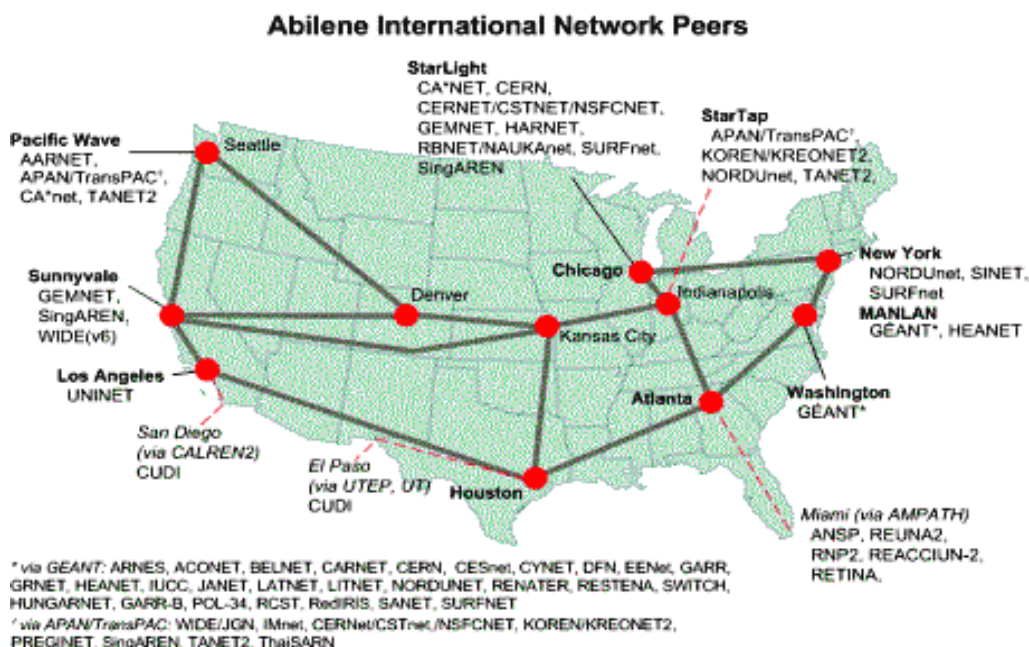 Abilene International Network Peers
StarLight
CA*NET, CERN,
CERNET/CSTNET/NSFCNET,
GEMNET, HARNET,
RBNET/NAUKAnet, SURFnet,
SingAREN
StarTap
APAN/TransPAC†,
KOREN/KREONET2,
NORDUnet, TANET2,
Pacific Wave
AARNET,
APAN/TransPAC†,
CA*net, TANET2
Seattle
Sunnyvale
GEMNET,
SingAREN,
WIDE(v6)
Denver
Kansas City
Chicago
Indianapolis
New York
NORDUnet, SINET,
SURFnet
MANLAN
GÉANT*, HEANET
Washington
GÉANT*
Atlanta
Los Angeles
UNINET
San Diego
(via CALREN2)
CUDI
El Paso
(via UTEP, UT)
CUDI
Houston
Miami (via AMPATH)
ANSP, REUNA2,
RNP2, REACCIUN-2,
RETINA,
* via GEANT: ARNES, ACONET, BELNET, CARNET, CERN, CESnet, CYNET, DFN, EENet, GARR,
GRNET, HEANET, IUCC, JANET, LATNET, LITNET, NORDUNET, RENATER, RESTENA, SWITCH,
HUNGARNET, GARR-B, POL-34, RCST, RedIRIS, SANET, SURFNET
† via APAN/TransPAC: WIDE/JGN, IMnet, CERNet/CSTnet,/NSFCNET, KOREN/KREONET2,
PREGINET, SingAREN, TANET2, ThaiSARN